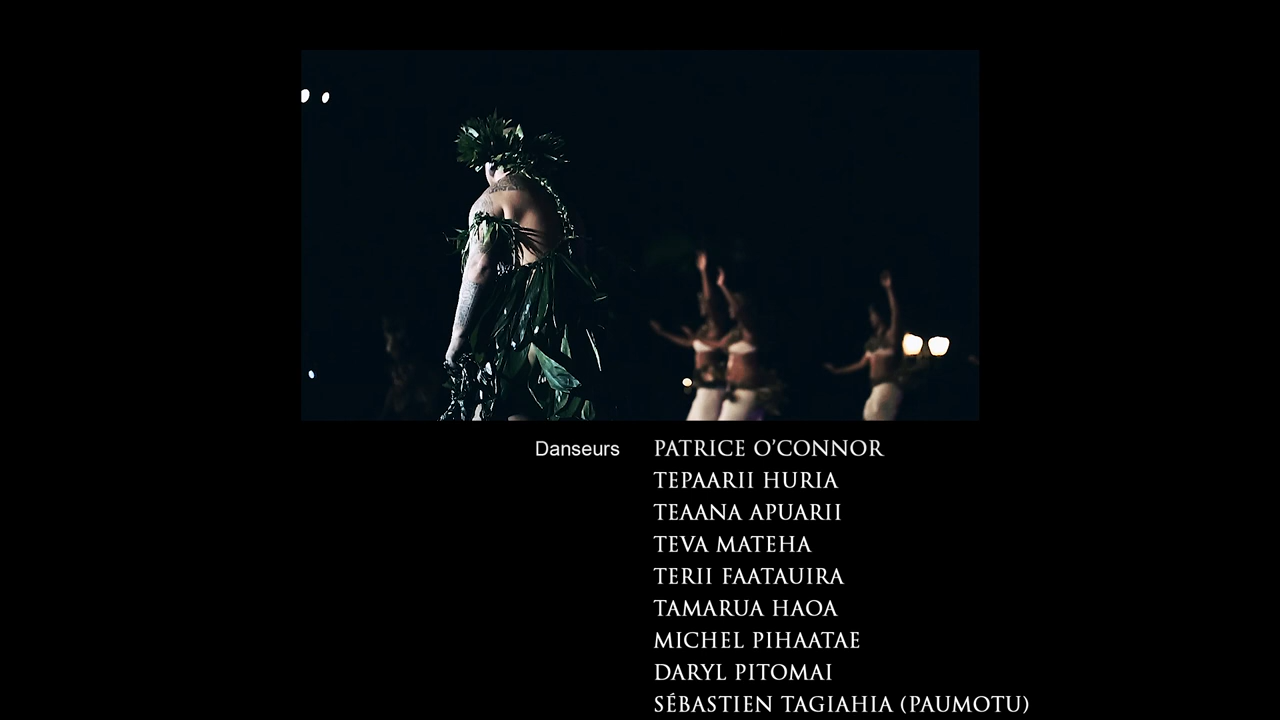 Danseurs PATRICE O’CONNOR
TEPAARII HURIA
TEAANA APUARII
TEVA MATEHA
TERII FAATAUIRA
TAMARUA HAOA
MICHEL PIHAATAE
DARYL PITOMAI
SÉBASTIEN TAGIAHIA (PAUMOTU)